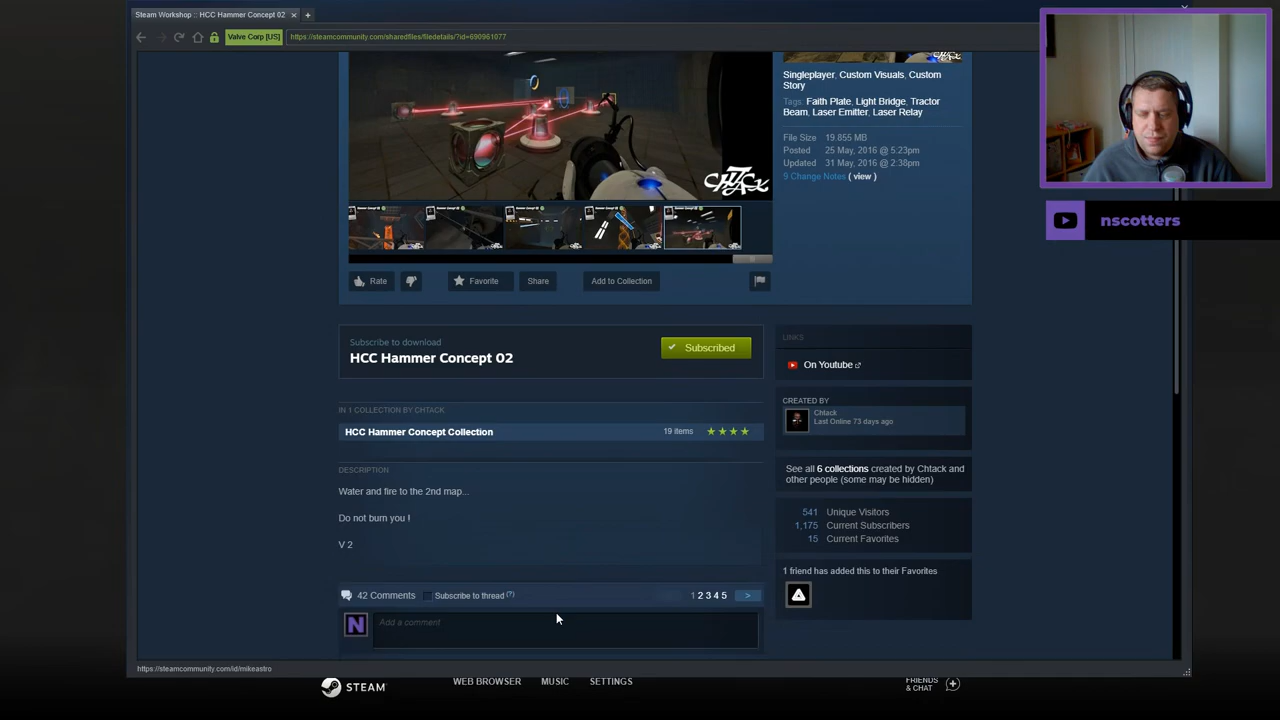 Steam Workshop :: HCC Hammer Concept 02
Valve Corp [US]
https://steamcommunity.com/sharedfiles/filedetails/?id=690961077
Singleplayer, Custom Visuals, Custom
Story
Tags: Faith Plate, Light Bridge, Tractor
Beam, Laser Emitter, Laser Relay
File Size 19.855 MB
Posted 25 May, 2016 @ 5:23pm
Updated 31 May, 2016 @ 2:38pm
9 Change Notes ( view )
CH7ACK
nscotters
Rate
Favorite
Share
Add to Collection
Subscribe to download
HCC Hammer Concept 02
Subscribed
IN 1 COLLECTION BY CHTACK
HCC Hammer Concept Collection
19 items
DESCRIPTION
Water and fire to the 2nd map...
Do not burn you !
V 2
42 Comments
Subscribe to thread (?)
1 2 3 4 5 >
N
Add a comment
LINKS
On Youtube
CREATED BY
Chtack
Last Online 73 days ago
See all 6 collections created by Chtack and
other people (some may be hidden)
541 Unique Visitors
1,175 Current Subscribers
15 Current Favorites
1 friend has added this to their Favorites
https://steamcommunity.com/id/mikeastro
STEAM
WEB BROWSER
MUSIC
SETTINGS
FRIENDS
& CHAT